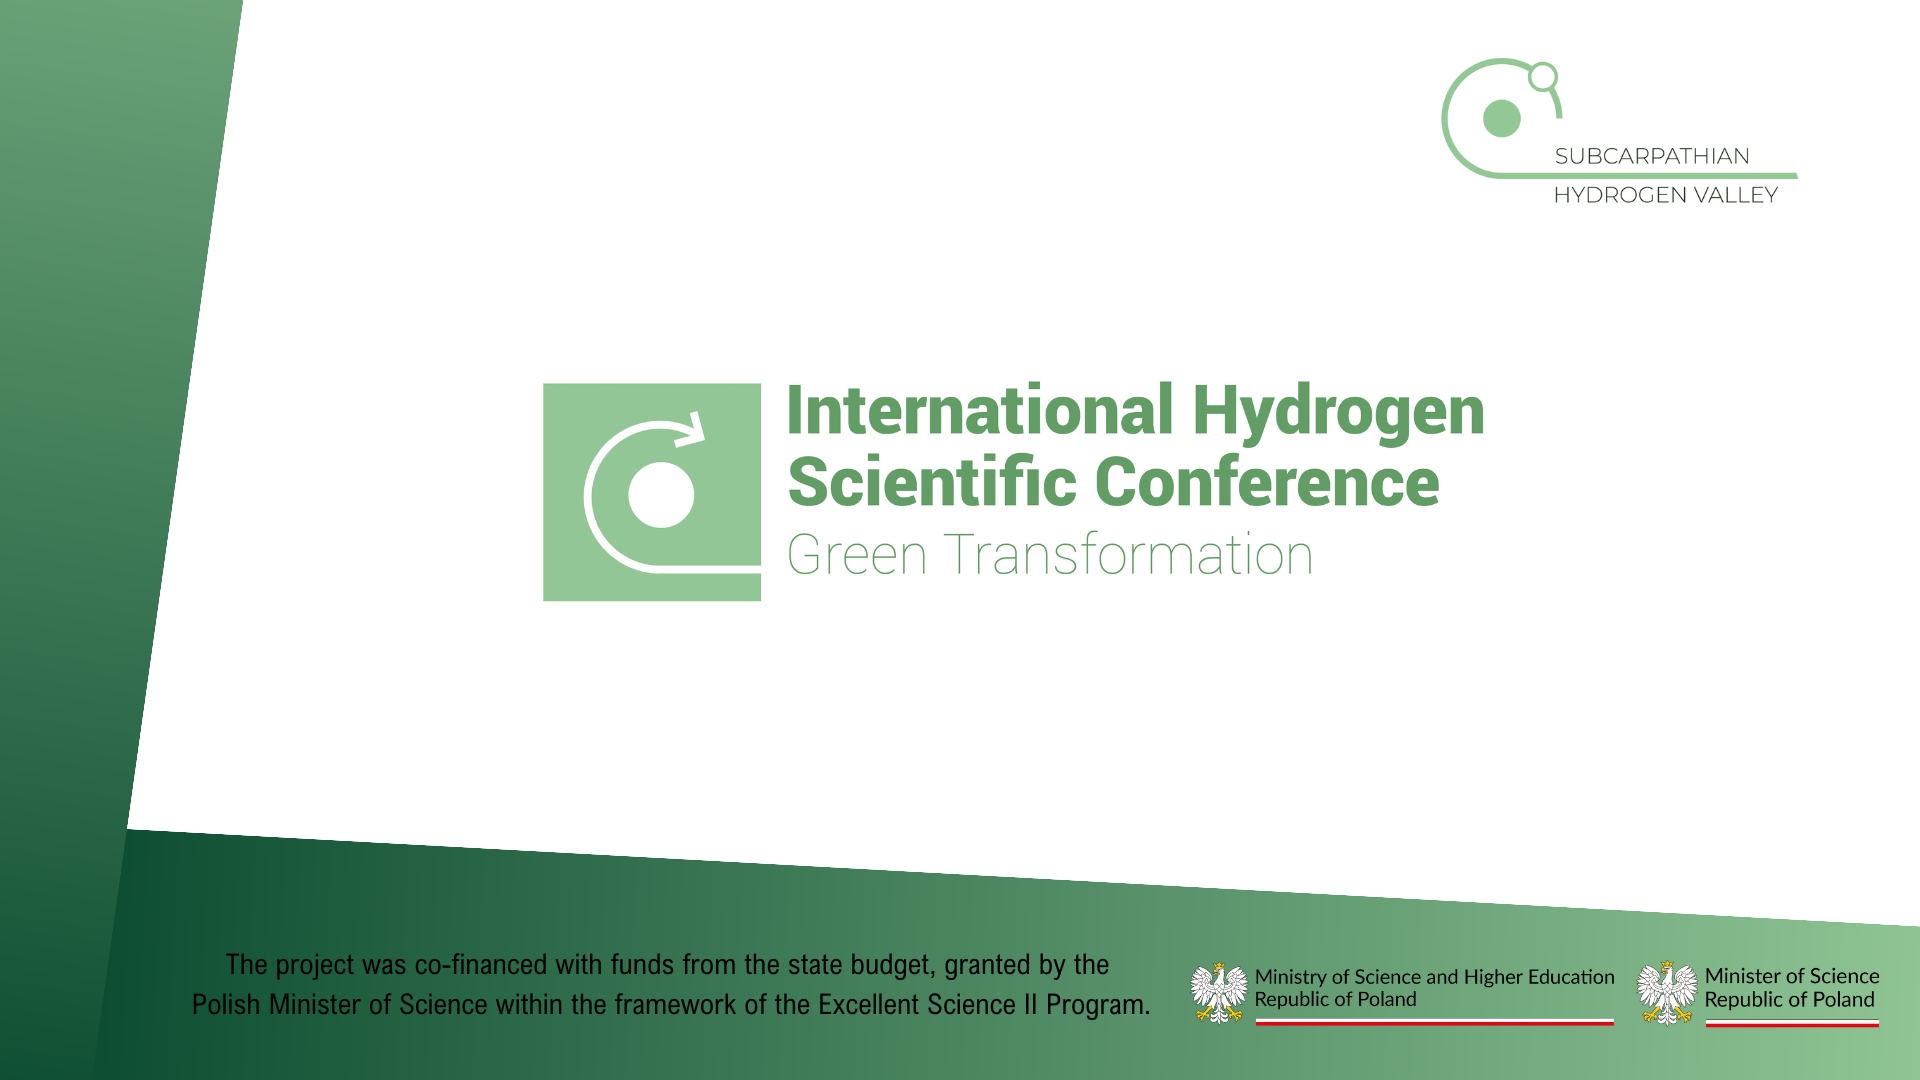 SUBCARPATHIAN
HYDROGEN VALLEY
International Hydrogen
Scientific Conference
Green Transformation
The project was co-financed with funds from the state budget, granted by the
Polish Minister of Science within the framework of the Excellent Science II Program.
Ministry of Science and Higher Education
Republic of Poland
Minister of Science
Republic of Poland